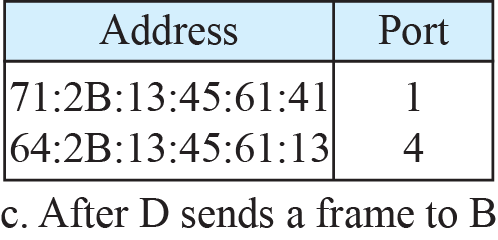 Address Port
71:2B:13:45:61:41 1
64:2B:13:45:61:13 4
c. After D sends a frame to B